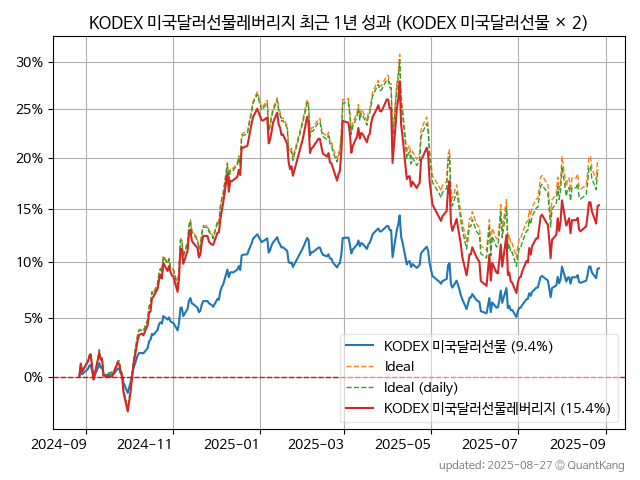 KODEX 미국달러선물레버리지 최근 1년 성과 (KODEX 미국달러선물 × 2)
30%
25%
20%
15%
10%
5%
0%
KODEX 미국달러선물 (9.4%)
Ideal
Ideal (daily)
KODEX 미국달러선물레버리지 (15.4%)
2024-09 2024-11 2025-01 2025-03 2025-05 2025-07 2025-09
updated: 2025-08-27 © QuantKang